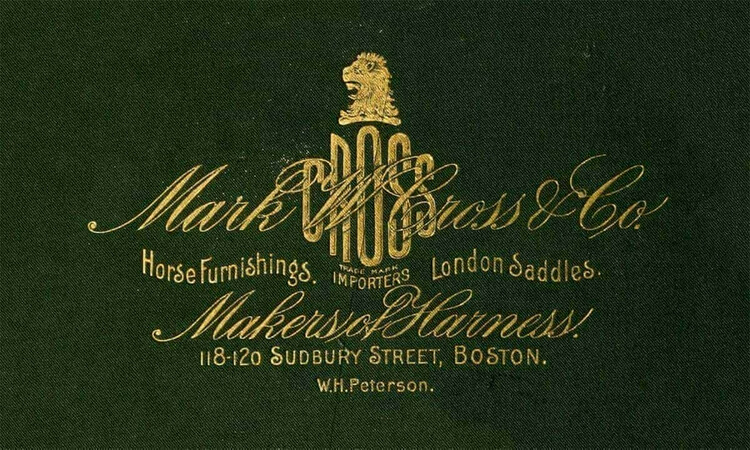 CROSS
Mark W. Cross & Co.
TRADE MARK
Horse Furnishings. IMPORTERS London Saddles.
Makers of Harness.
118-120 SUDBURY STREET, BOSTON.
W.H.Peterson.